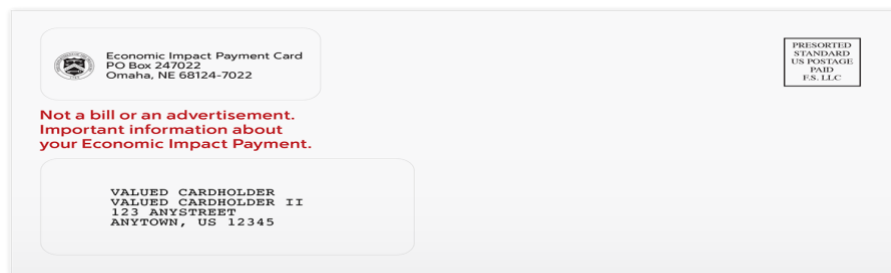 Economic Impact Payment Card
PO Box 247022
Omaha, NE 68124-7022
PRESORTED
STANDARD
US POSTAGE
PAID
F.S. LLC
Not a bill or an advertisement.
Important information about
your Economic Impact Payment.
VALUED CARDHOLDER
VALUED CARDHOLDER II
123 ANYSTREET
ANYTOWN, US 12345